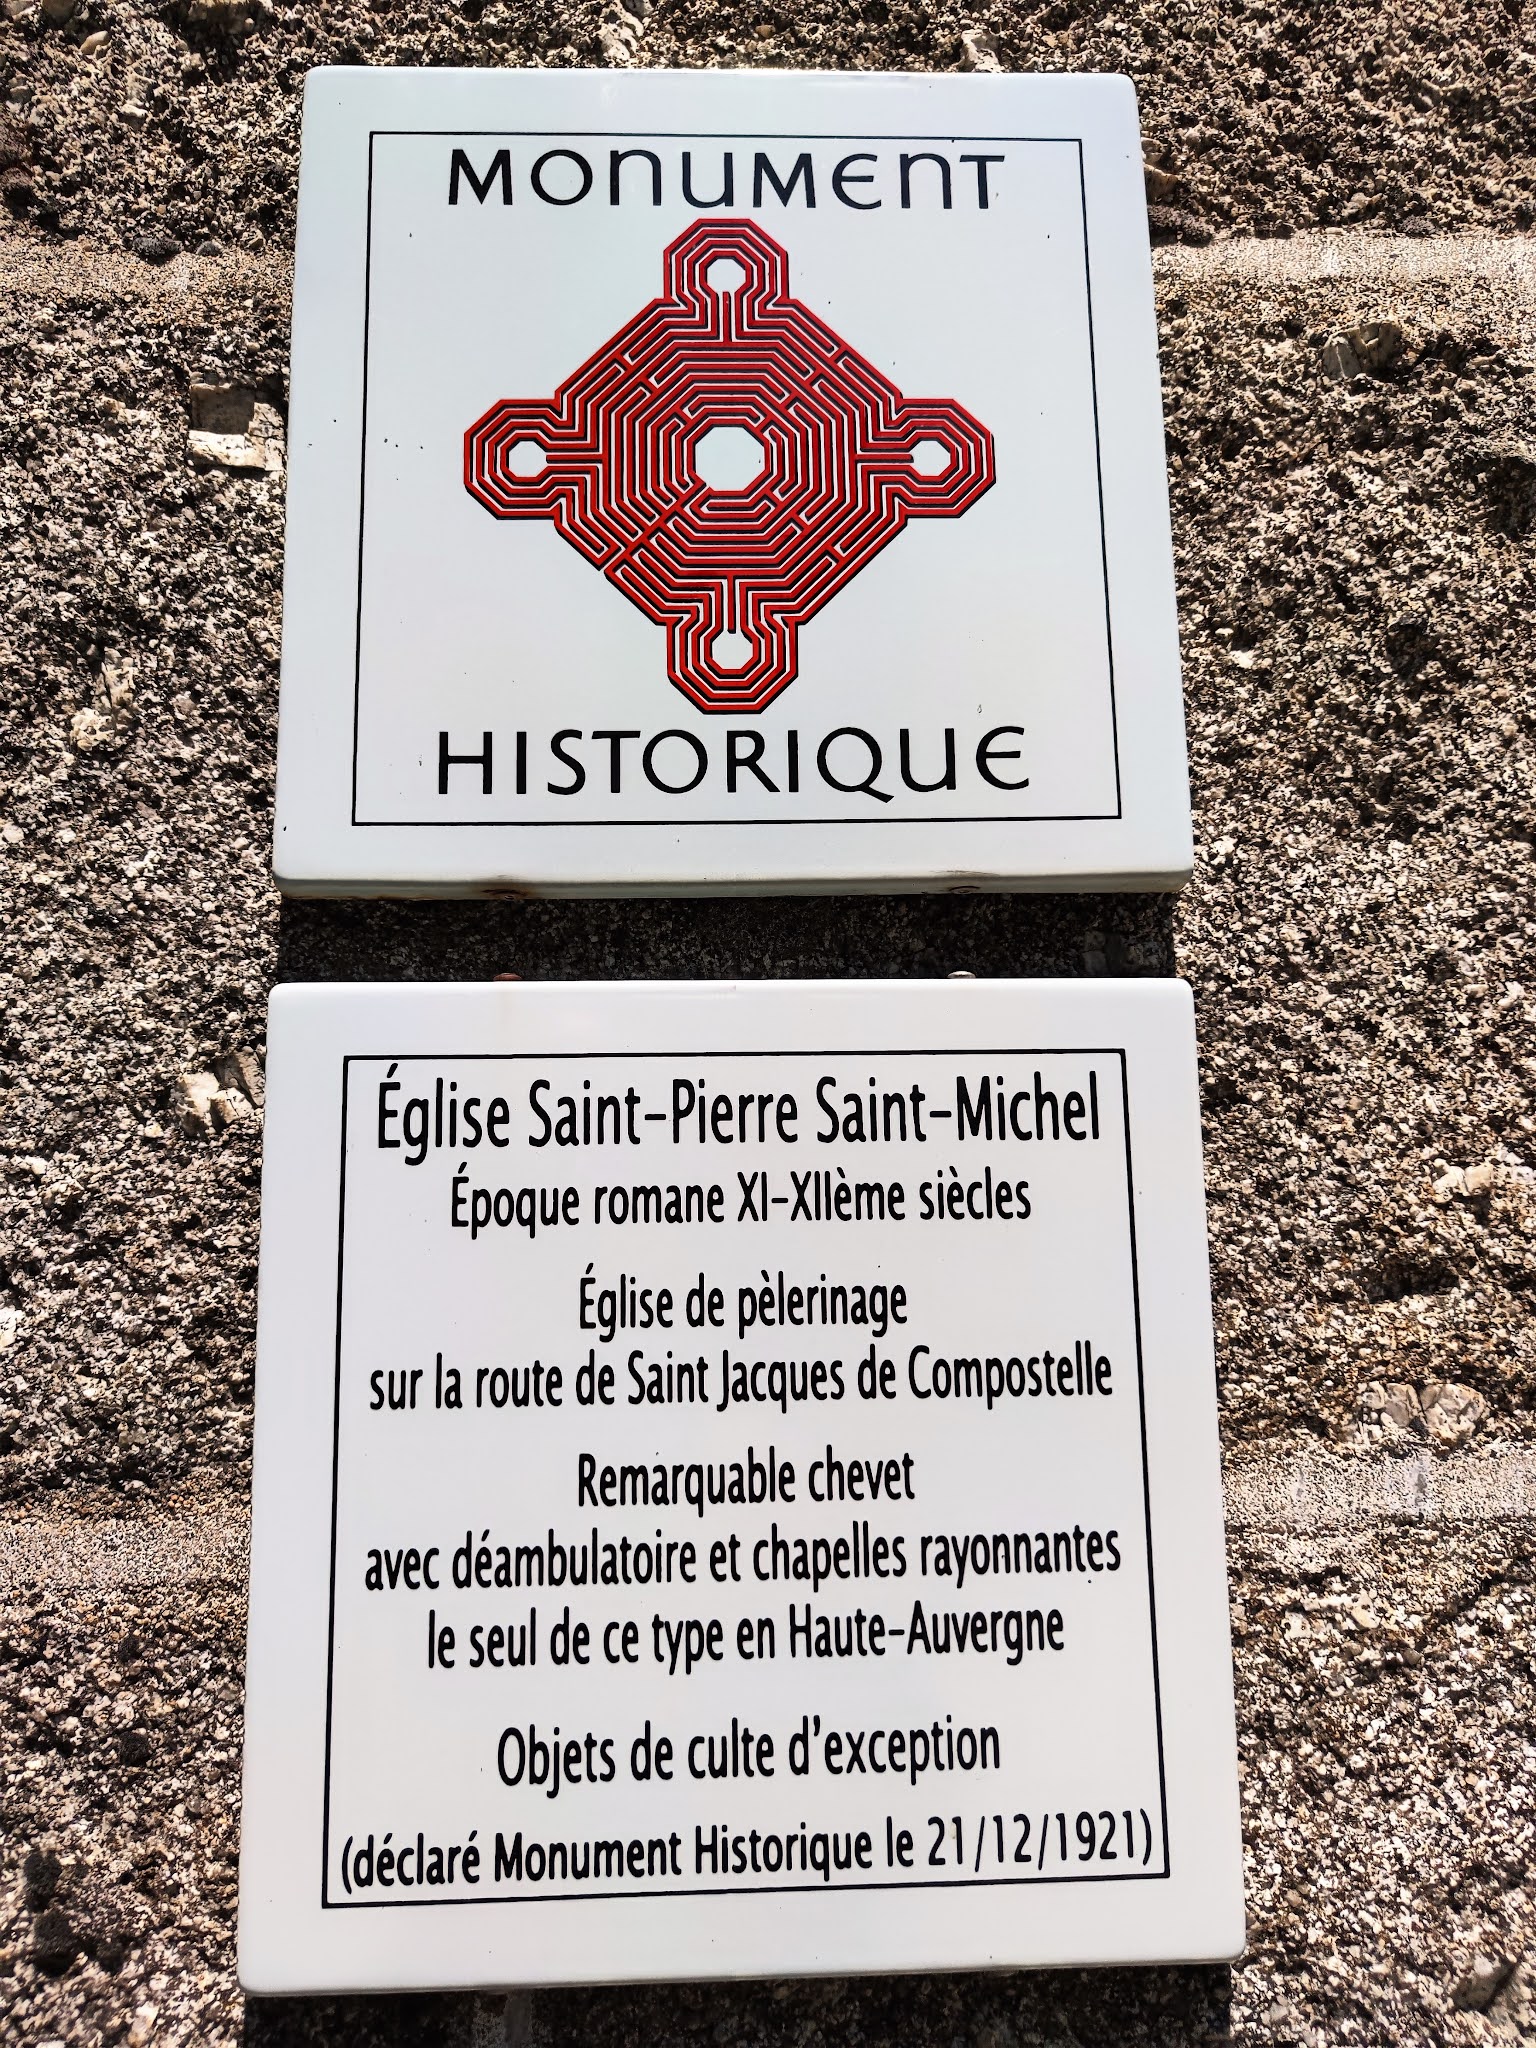 MONUMENT
HISTORIQUE
Église Saint-Pierre Saint-Michel
Époque romane XI-XIIème siècles
Église de pèlerinage
sur la route de Saint Jacques de Compostelle
Remarquable chevet
avec déambulatoire et chapelles rayonnantes
le seul de ce type en Haute-Auvergne
Objets de culte d'exception
(déclaré Monument Historique le 21/12/1921)